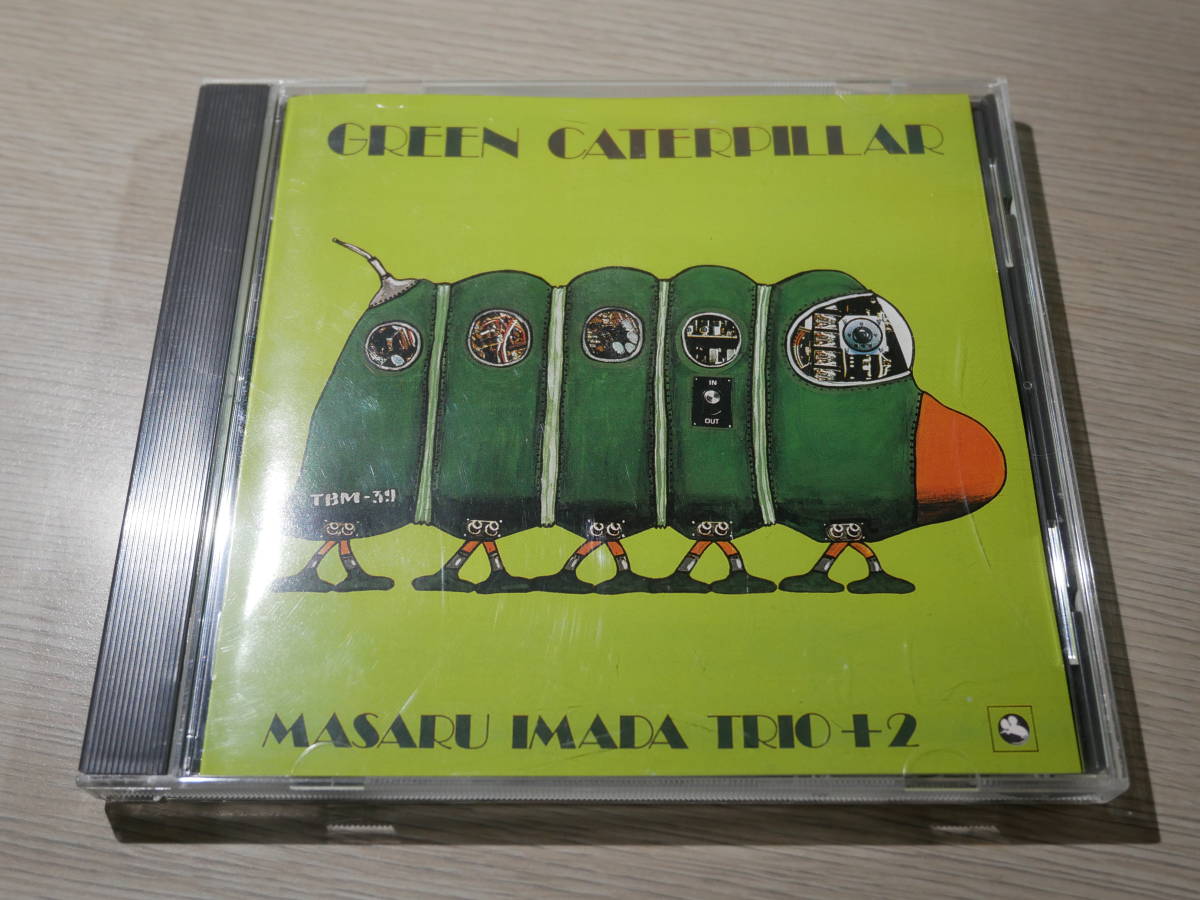 GREEN CATERPILLAR
IN
OUT
TBM-39
MASARU IMADA TRIO+2